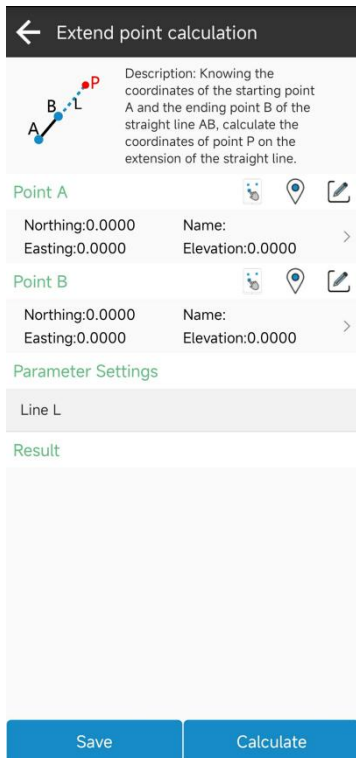 Extend point calculation
Description: Knowing the
coordinates of the starting point
A and the ending point B of the
straight line AB, calculate the
coordinates of point P on the
extension of the straight line.
A B L P
Point A
Northing:0.0000 Name:
Easting:0.0000 Elevation:0.0000
Point B
Northing:0.0000 Name:
Easting:0.0000 Elevation:0.0000
Parameter Settings
Line L
Result
Save Calculate